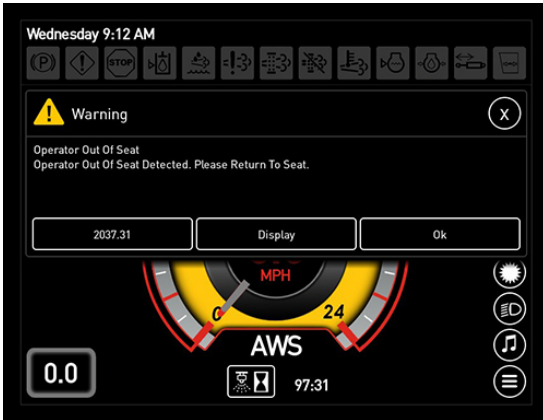 Wednesday 9:12 AM
(P)
STOP
Warning
X
Operator Out Of Seat
Operator Out Of Seat Detected. Please Return To Seat.
2037.31
Display
Ok
MPH
0
24
AWS
0.0
97:31